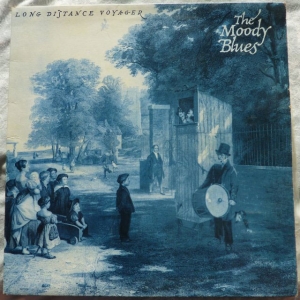 LONG DISTANCE VOYAGER
The
Moody
Blues